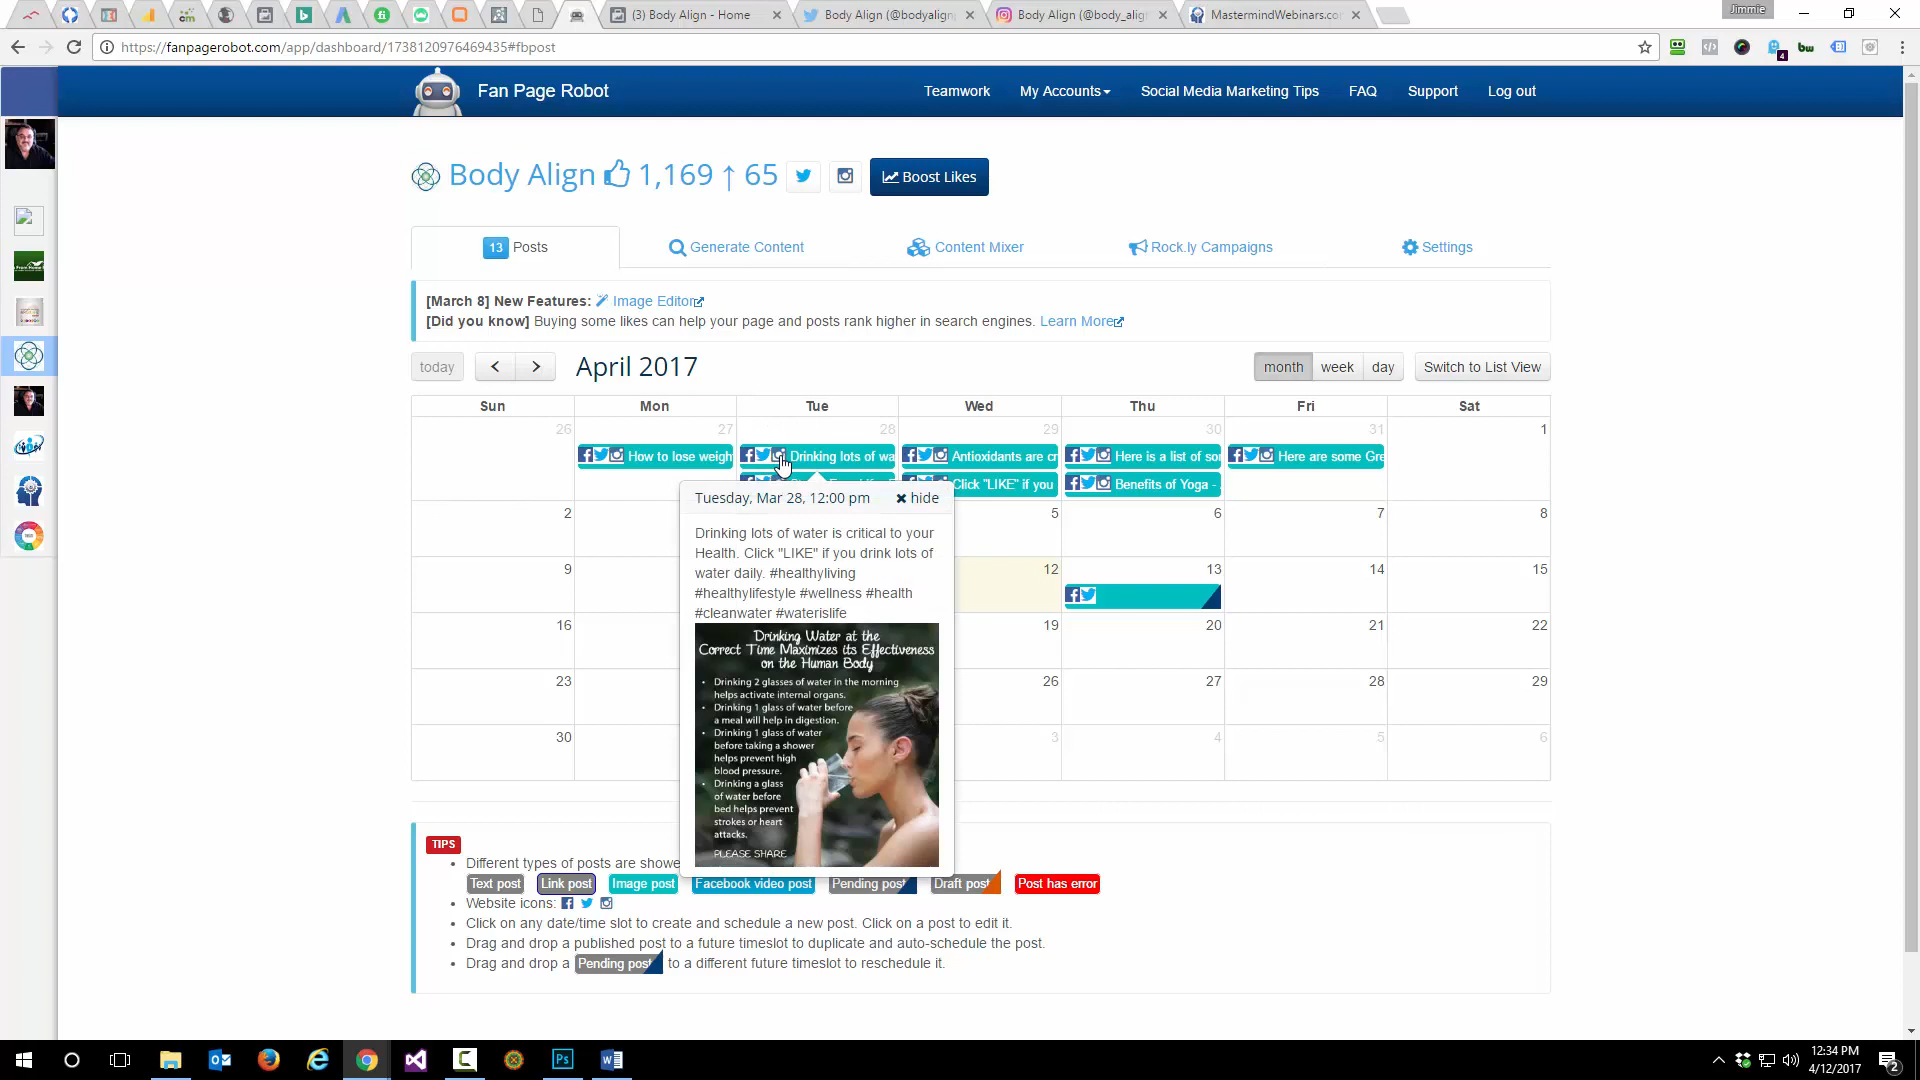 (3) Body Align - Home
Body Align (@bodyalign
Body Align (@body_alig
MastermindWebinars.co
Jimmie
https://fanpagerobot.com/app/dashboard/1738120976469435#fbpost
bw
4
Fan Page Robot
Teamwork
My Accounts
Social Media Marketing Tips
FAQ
Support
Log out
Body Align 1,169 ↑ 65
Boost Likes
13 Posts
Generate Content
Content Mixer
Rock.ly Campaigns
Settings
[March 8] New Features: Image Editor
[Did you know] Buying some likes can help your page and posts rank higher in search engines. Learn More
today < > April 2017
month week day
Switch to List View
Sun Mon Tue Wed Thu Fri Sat
26 27 28 29 30 31 1
How to lose weigh
Drinking lots of wa
Antioxidants are cr
Here is a list of sor
Here are some Gre
Click "LIKE" if you
Benefits of Yoga -
2 5 6 7 8
9 12 13 14 15
16 19 20 21 22
23 26 27 28 29
30 3 4 5 6
Tuesday, Mar 28, 12:00 pm
✖ hide
Drinking lots of water is critical to your
Health. Click "LIKE" if you drink lots of
water daily. #healthyliving
#healthylifestyle #wellness #health
#cleanwater #waterislife
Drinking Water at the
Correct Time Maximizes its Effectiveness
on the Human Body
• Drinking 2 glasses of water in the morning
helps activate internal organs.
• Drinking 1 glass of water before
a meal will help in digestion.
• Drinking 1 glass of water
before taking a shower
helps prevent high
blood pressure.
• Drinking a glass
of water before
bed helps prevent
strokes or heart
attacks.
PLEASE SHARE
TIPS
• Different types of posts are showe
Text post Link post Image post Facebook video post Pending post Draft post Post has error
• Website icons:
• Click on any date/time slot to create and schedule a new post. Click on a post to edit it.
• Drag and drop a published post to a future timeslot to duplicate and auto-schedule the post.
• Drag and drop a Pending post to a different future timeslot to reschedule it.
12:34 PM
4/12/2017
2